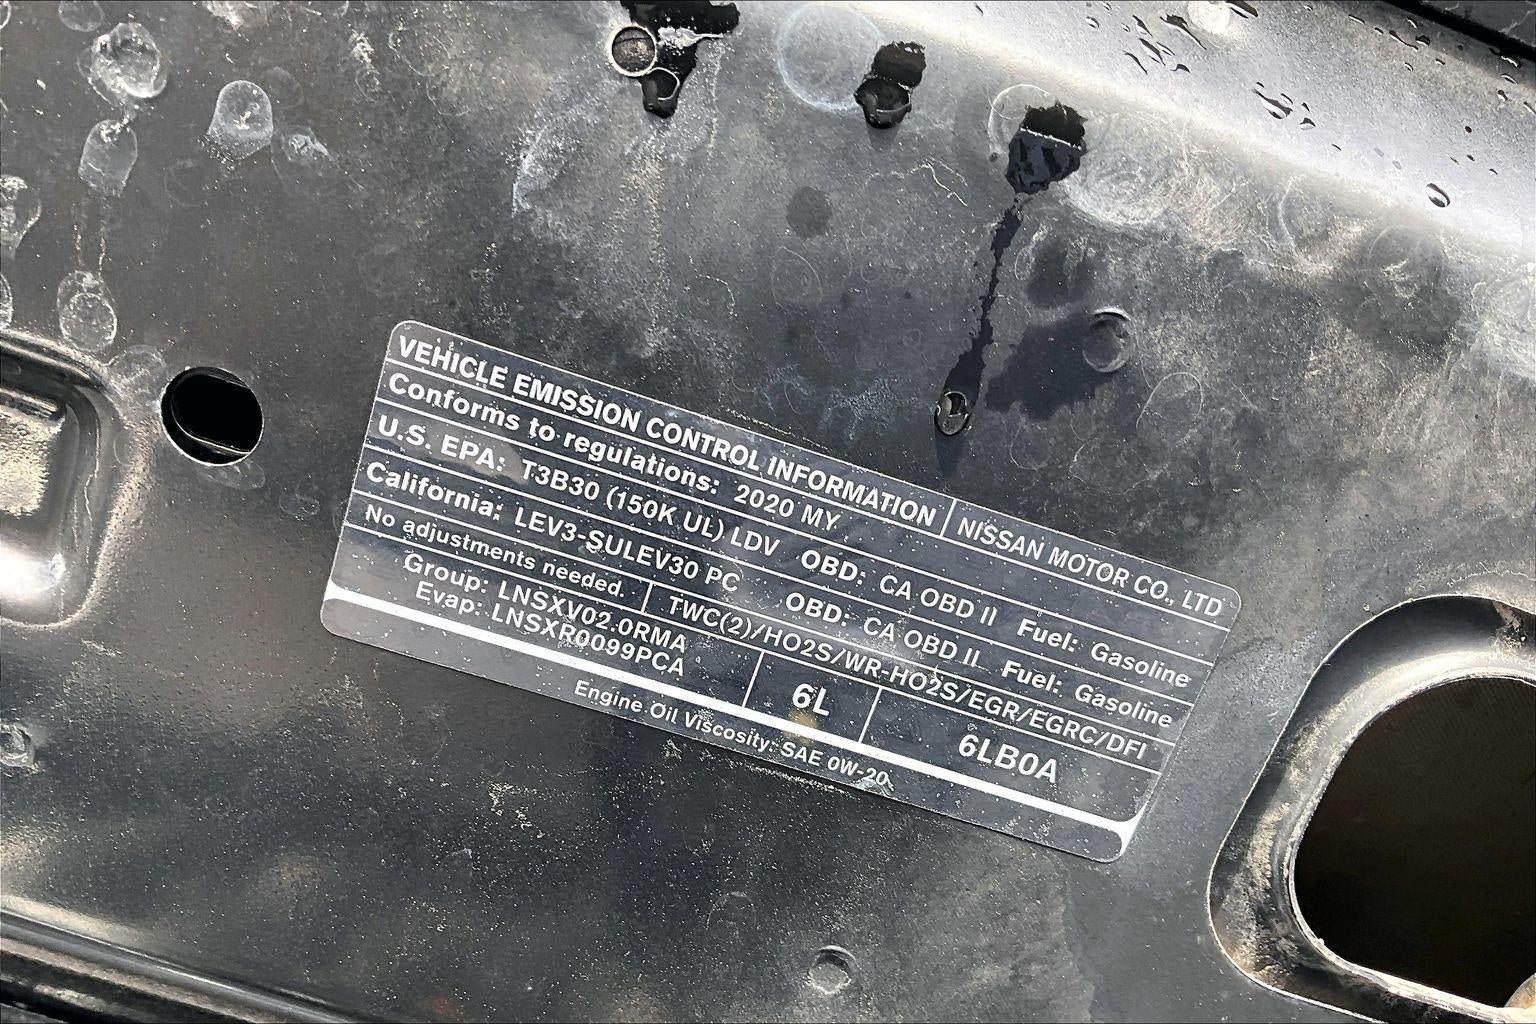 VEHICLE EMISSION CONTROL INFORMATION NISSAN MOTOR CO., LTD
Conforms to regulations: 2020 MY
U.S. EPA: T3B30 (150K UL) LDV OBD: CA OBD II Fuel: Gasoline
California: LEV3-SULEV30 PC OBD: CA OBD II Fuel: Gasoline
No adjustments needed. TWC(2)/HO2S/WR-HO2S/EGR/EGRC/DFI
Group: LNSXV02.0RMA
Evap: LNSXR0099PCA
6L
6LB0A
Engine Oil Viscosity: SAE 0W-20